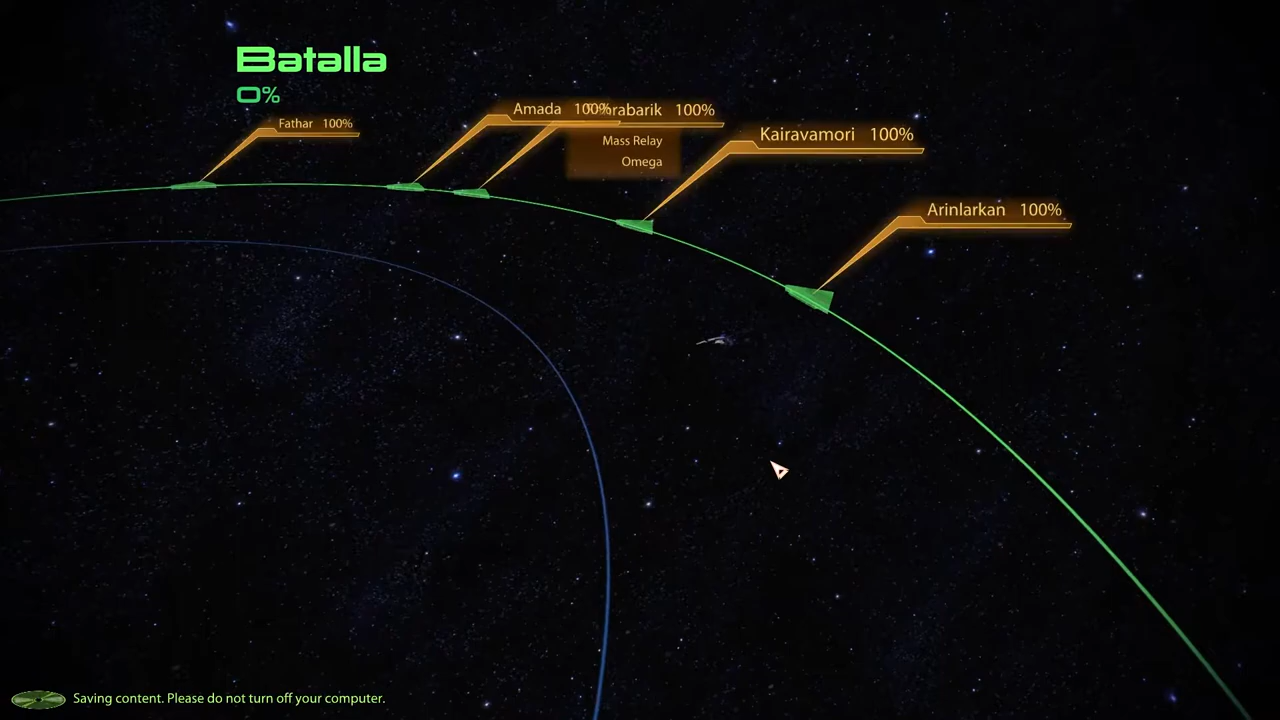 Batalla
0%
Fathar 100%
Amada 100%
rabarik 100%
Mass Relay
Omega
Kairavamori 100%
Arinlarkan 100%
Saving content. Please do not turn off your computer.